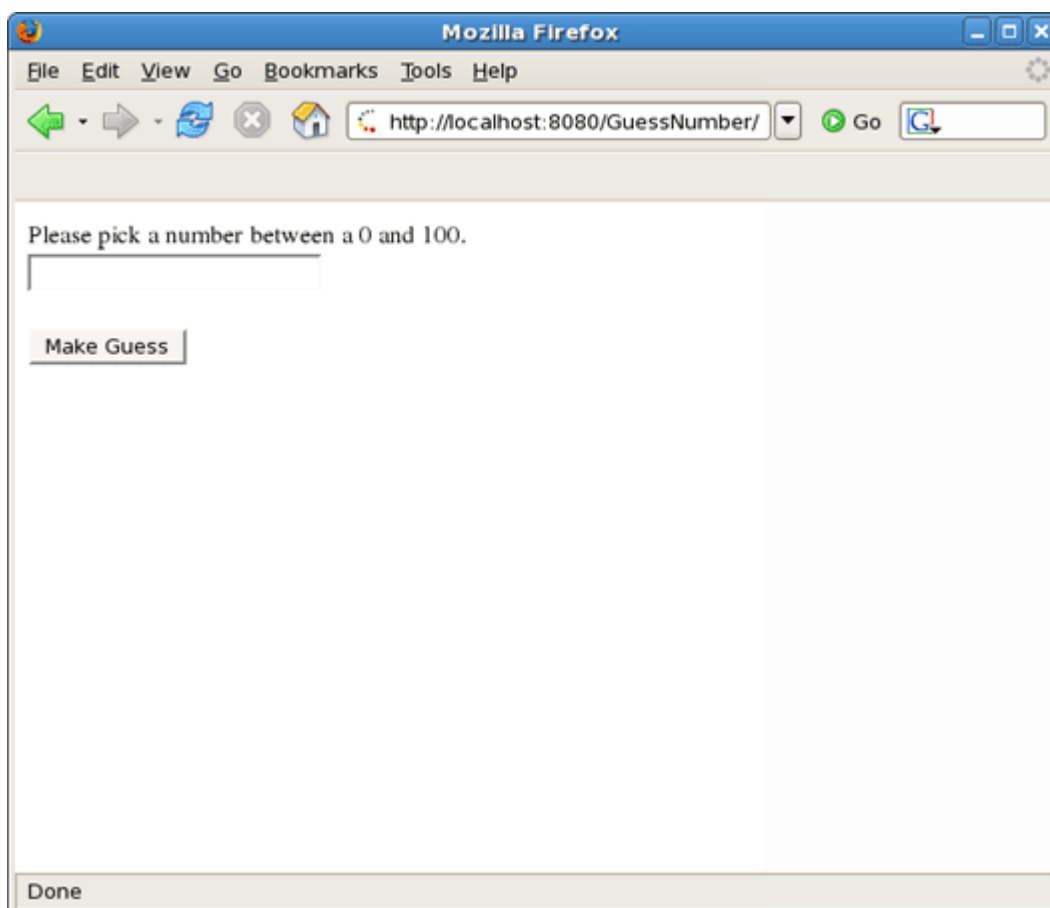 Mozilla Firefox
File Edit View Go Bookmarks Tools Help
http://localhost:8080/GuessNumber/ Go G
Please pick a number between a 0 and 100.
Make Guess
Done